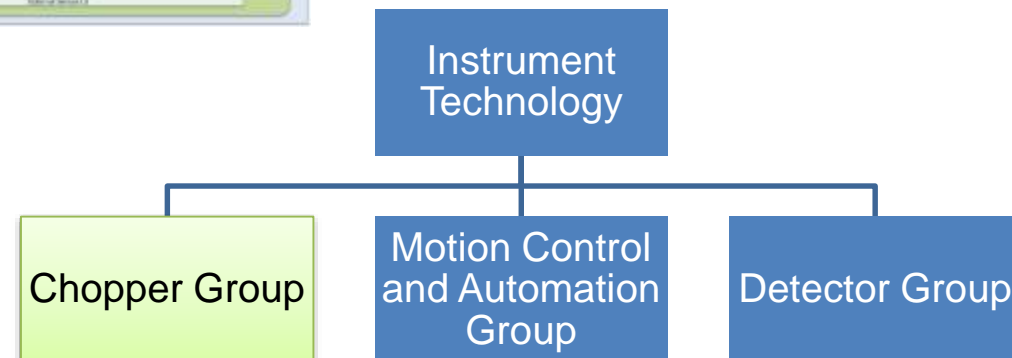 Instrument
Technology
Chopper Group
Motion Control
and Automation
Group
Detector Group